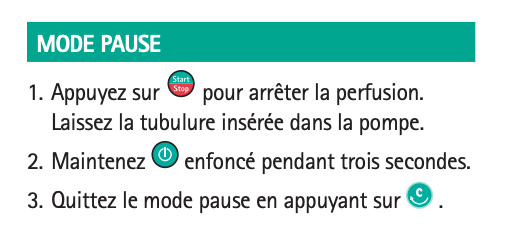 MODE PAUSE
1. Appuyez sur Start Stop pour arrêter la perfusion.
Laissez la tubulure insérée dans la pompe.
2. Maintenez enfoncé pendant trois secondes.
3. Quittez le mode pause en appuyant sur C .